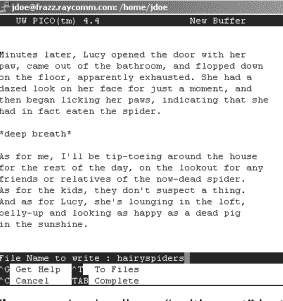 jdoe@frazz.raycomm.com: /home/jdoe
UW PICO(tm) 4.4 New Buffer
Minutes later, Lucy opened the door with her
paw, came out of the bathroom, and flopped down
on the floor, apparently exhausted. She had a
dazed look on her face for just a moment, and
then began licking her paws, indicating that she
had in fact eaten the spider.
*deep breath*
As for me, I'll be tip-toeing around the house
for the rest of the day, on the lookout for any
friends or relatives of the now-dead spider.
As for the kids, they don't suspect a thing.
And as for Lucy, she's lounging in the loft,
belly-up and looking as happy as a dead pig
in the sunshine.
File Name to write : hairyspiders
^G Get Help ^T To Files
^C Cancel TAB Complete